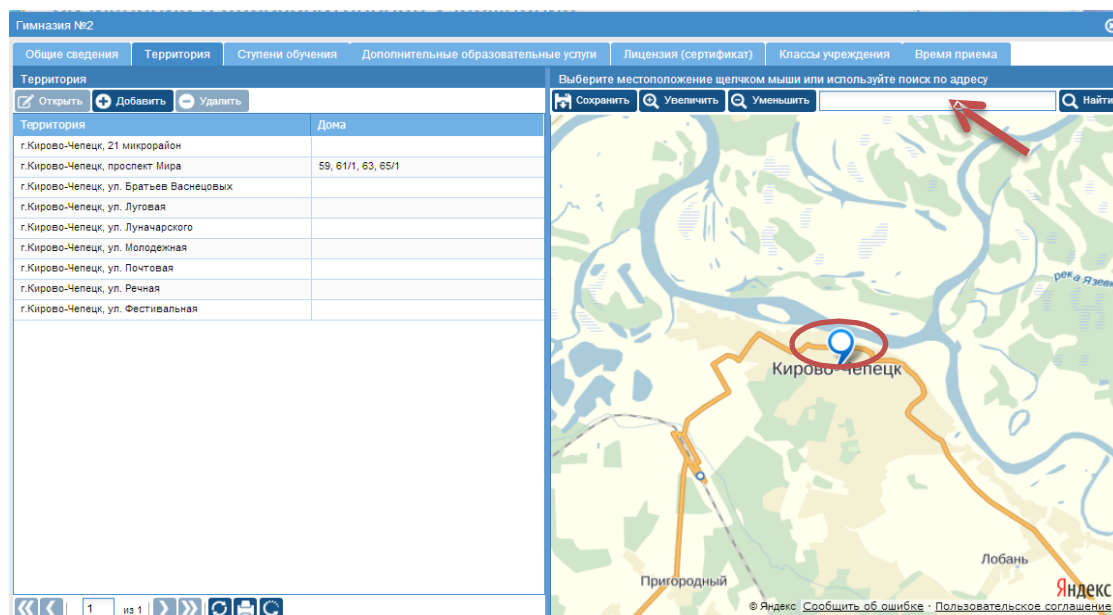 Гимназия №2
Общие сведения Территория Ступени обучения Дополнительные образовательные услуги Лицензия (сертификат) Классы учреждения Время приема
Территория
Открыть Добавить Удалить
Территория Дома
г.Кирово-Чепецк, 21 микрорайон
г.Кирово-Чепецк, проспект Мира 59, 61/1, 63, 65/1
г.Кирово-Чепецк, ул. Братьев Васнецовых
г.Кирово-Чепецк, ул. Луговая
г.Кирово-Чепецк, ул. Луначарского
г.Кирово-Чепецк, ул. Молодежная
г.Кирово-Чепецк, ул. Почтовая
г.Кирово-Чепецк, ул. Речная
г.Кирово-Чепецк, ул. Фестивальная
1 из 1
Выберите местоположение щелчком мыши или используйте поиск по адресу
Сохранить Увеличить Уменьшить Найти
река Язевк
Кирово-Чепецк
Лобань
Пригородный
Яндекс
© Яндекс Сообщить об ошибке · Пользовательское соглашение